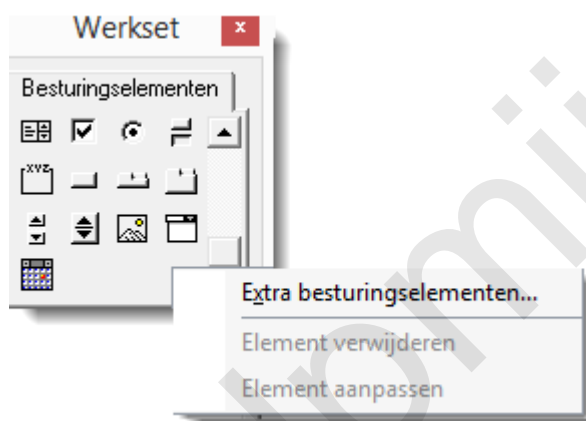 Werkset
Besturingselementen
XYZ
Extra besturingselementen...
Element verwijderen
Element aanpassen